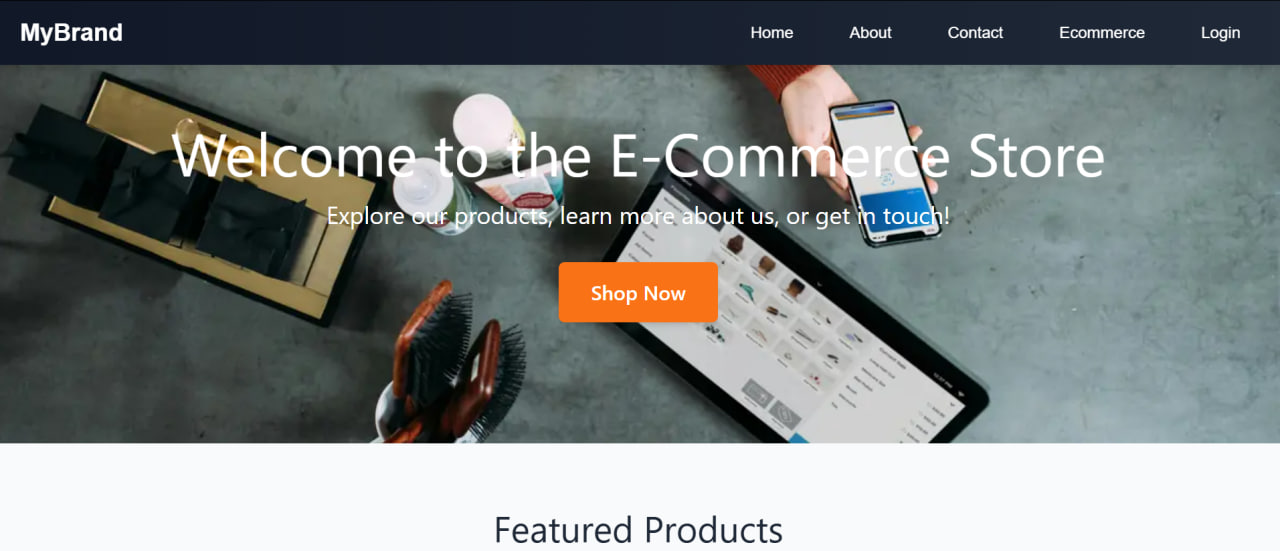 MyBrand
Home About Contact Ecommerce Login
Welcome to the E-Commerce Store
Explore our products, learn more about us, or get in touch!
Shop Now
Featured Products